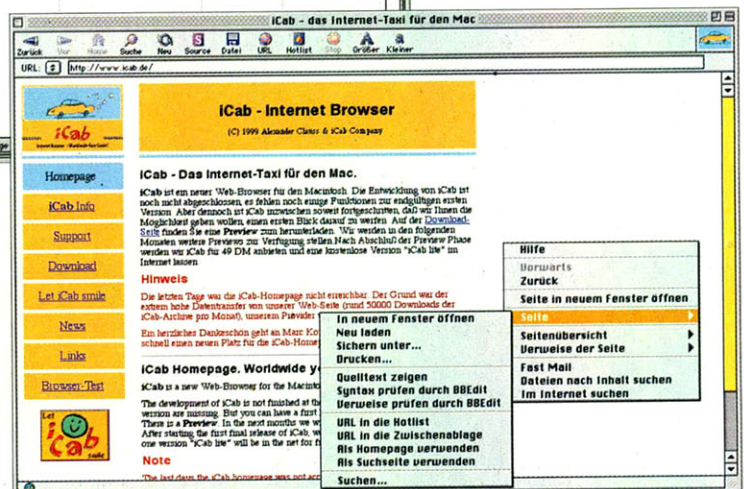 iCab - das Internet-Taxi für den Mac
Zurück Vor Home Suche Neu Source Datei URL Hotlist Stop Größer Kleiner
URL: http://www.icab.de/
iCab
Homepage
iCab Info
Support
Download
Let iCab smile
News
Links
Browser-Test
Let
iCab
smile
iCab - Internet Browser
(C) 1999 Alexander Clauss & iCab Company
iCab - Das Internet-Taxi für den Mac.
iCab ist ein neuer Web-Browser für den Macintosh. Die Entwicklung von iCab ist
noch nicht abgeschlossen, es fehlen noch einige Funktionen zur endgültigen ersten
Version. Aber dennoch ist iCab inzwischen soweit fortgeschritten, daß wir Ihnen die
Möglichkeit geben wollen, einen ersten Blick darauf zu werfen. Auf der Download-
Seite finden Sie eine Preview zum herunterladen. Wir werden in den folgenden
Monaten weitere Previews zur Verfügung stellen. Nach Abschluß der Preview Phase
werden wir iCab für 49 DM anbieten und eine kostenlose Version "iCab lite" im
Internet lassen
Hinweis
Die letzten Tage war die iCab-Homepage nicht erreichbar. Der Grund war der
extrem hohe Datentransfer von unserer Web-Seite (rund 50000 Downloads der
iCab-Archive pro Monat), unserem Provider
Ein herzliches Dankeschön geht an Marc
schnell einen neuen Platz für die iCab-Home
iCab Homepage. Worldwide
iCab is a new Web-Browser for the Macinto
The development of iCab is not finished at the
version are missing. But you can have a first
There is a Preview. In the next months we w
After starting the first final release of iCab, w
one version "iCab lite" will be in the net for f
Note
The last days the iCab homepage was not acc
Hilfe
Vorwärts
Zurück
Seite in neuem Fenster öffnen
Seite
Seitenübersicht
Verweise der Seite
Fast Mail
Dateien nach Inhalt suchen
Im Internet suchen
In neuem Fenster öffnen
Neu laden
Sichern unter...
Drucken...
Quelltext zeigen
Syntax prüfen durch BBEdit
Verweise prüfen durch BBEdit
URL in die Hotlist
URL in die Zwischenablage
Als Homepage verwenden
Als Suchseite verwenden
Suchen...